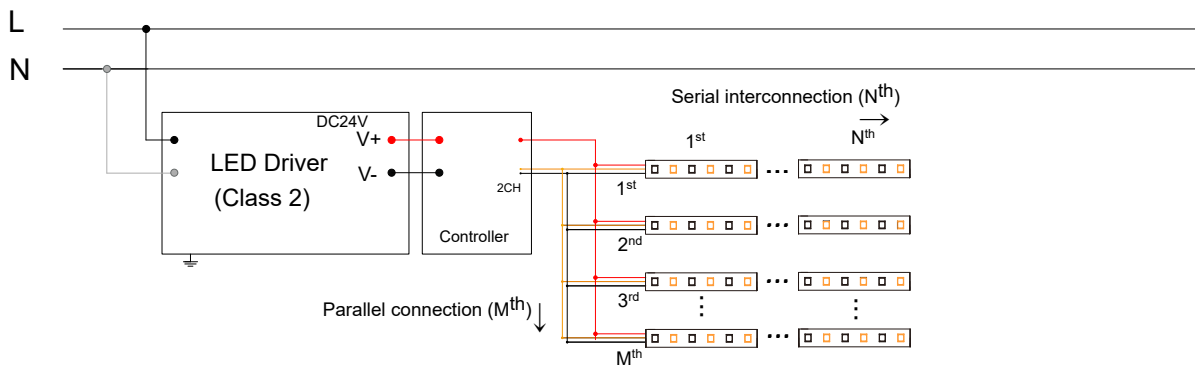 L
N
Serial interconnection (Nth)
1st
Nth
DC24V
V+
LED Driver
(Class 2)
V-
2CH
Controller
1st
2nd
3rd
Mth
Parallel connection (Mth)